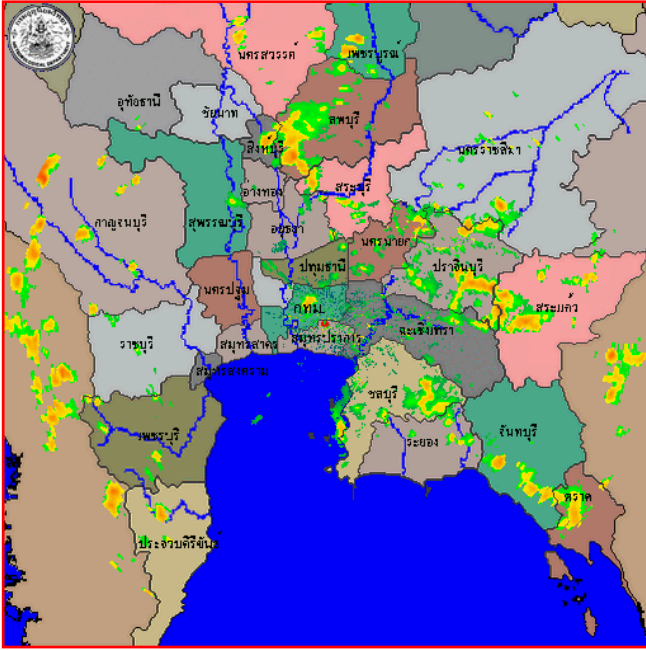 นครสวรรค์
เพชรบูรณ์
อุทัยธานี
ชัยนาท
ลพบุรี
สิงห์บุรี
นครราชสีมา
อ่างทอง
สระบุรี
กาญจนบุรี
สุพรรณบุรี
อยุธยา
นครนายก
ปทุมธานี
ปราจีนบุรี
นครปฐม
กทม.
สระแก้ว
ฉะเชิงเทรา
ราชบุรี
สมุทรสาคร
สมุทรปราการ
สมุทรสงคราม
ชลบุรี
จันทบุรี
เพชรบุรี
ระยอง
ตราด
ประจวบคีรีขันธ์